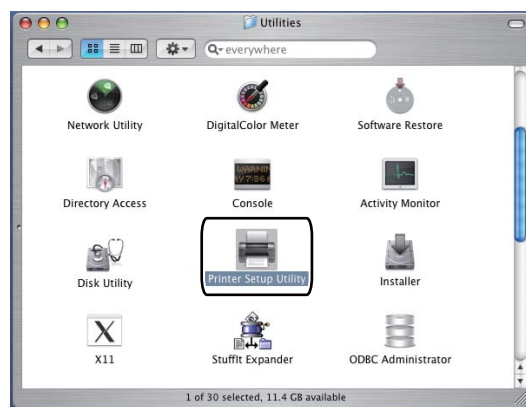 Utilities
everywhere
Network Utility
DigitalColor Meter
Software Restore
Directory Access
WARNIN
Console
Activity Monitor
Disk Utility
Printer Setup Utility
Installer
X11
StuffIt Expander
ODBC Administrator
1 of 30 selected, 11.4 GB available